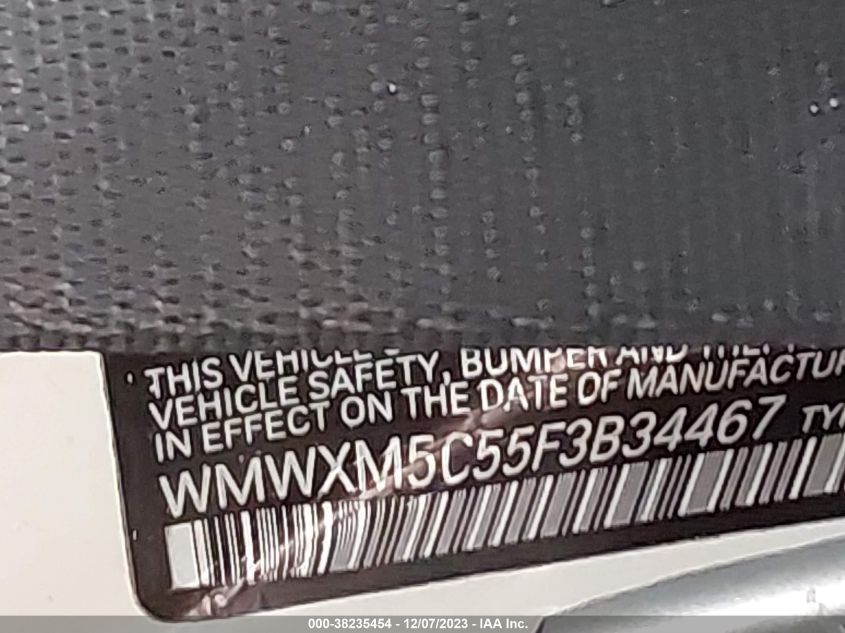 THIS VEHICLE
VEHICLE SAFETY, BUMPER AND
IN EFFECT ON THE DATE OF MANUFACTUR
WMWXM5C55F3B34467 TY
000-38235454 - 12/07/2023 - IAA Inc.